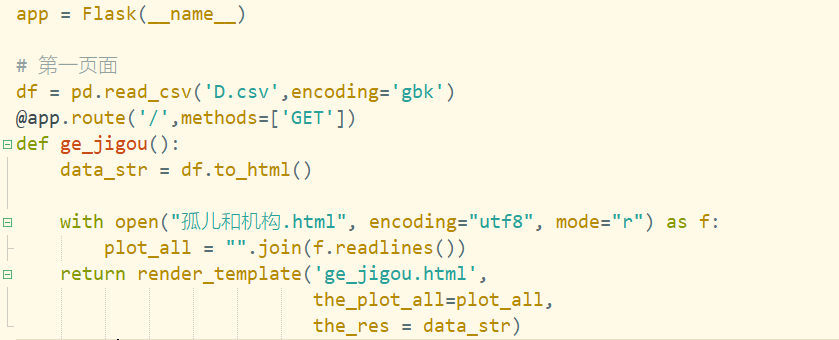 app = Flask(__name__)
# 第一页面
df = pd.read_csv('D.csv',encoding='gbk')
@app.route('/',methods=['GET'])
def ge_jigou():
    data_str = df.to_html()
    with open("孤儿和机构.html", encoding="utf8", mode="r") as f:
        plot_all = "".join(f.readlines())
    return render_template('ge_jigou.html',
                           the_plot_all=plot_all,
                           the_res = data_str)